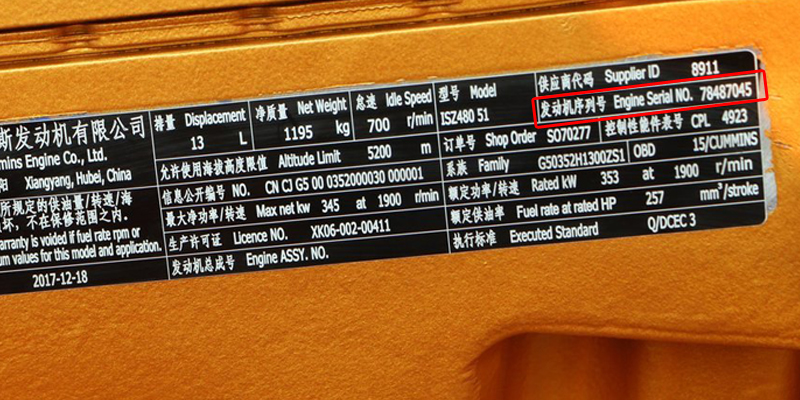 斯发动机有限公司
mins Engine Co., Ltd.
阳 Xiangyang, Hubei, China
所规定的供油量/转速/海
环，不在保修范围之内。
arranty is voided if fuel rate rpm or
um values for this model and application.
2017-12-18
排量 Displacement 13 L
净质量 Net Weight 1195 kg
怠速 Idle Speed 700 r/min
型号 Model ISZ480 51
供应商代码 Supplier ID 8911
发动机序列号 Engine Serial NO. 78487045
允许使用海拔高度限值 Altitude Limit 5200 m
订单号 Shop Order SO70277
控制性能件表号 CPL 4923
信息公开编号 NO. CN CJ G5 00 0352000030 000001
系族 Family G50352H1300ZS1
OBD 15/CUMMINS
最大净功率/转速 Max net kw 345 at 1900 r/min
额定功率/转速 Rated kW 353 at 1900 r/min
生产许可证 Licence NO. XK06-002-00411
额定供油率 Fuel rate at rated HP 257 mm³/stroke
发动机总成号 Engine ASSY. NO.
执行标准 Executed Standard Q/DCEC 3